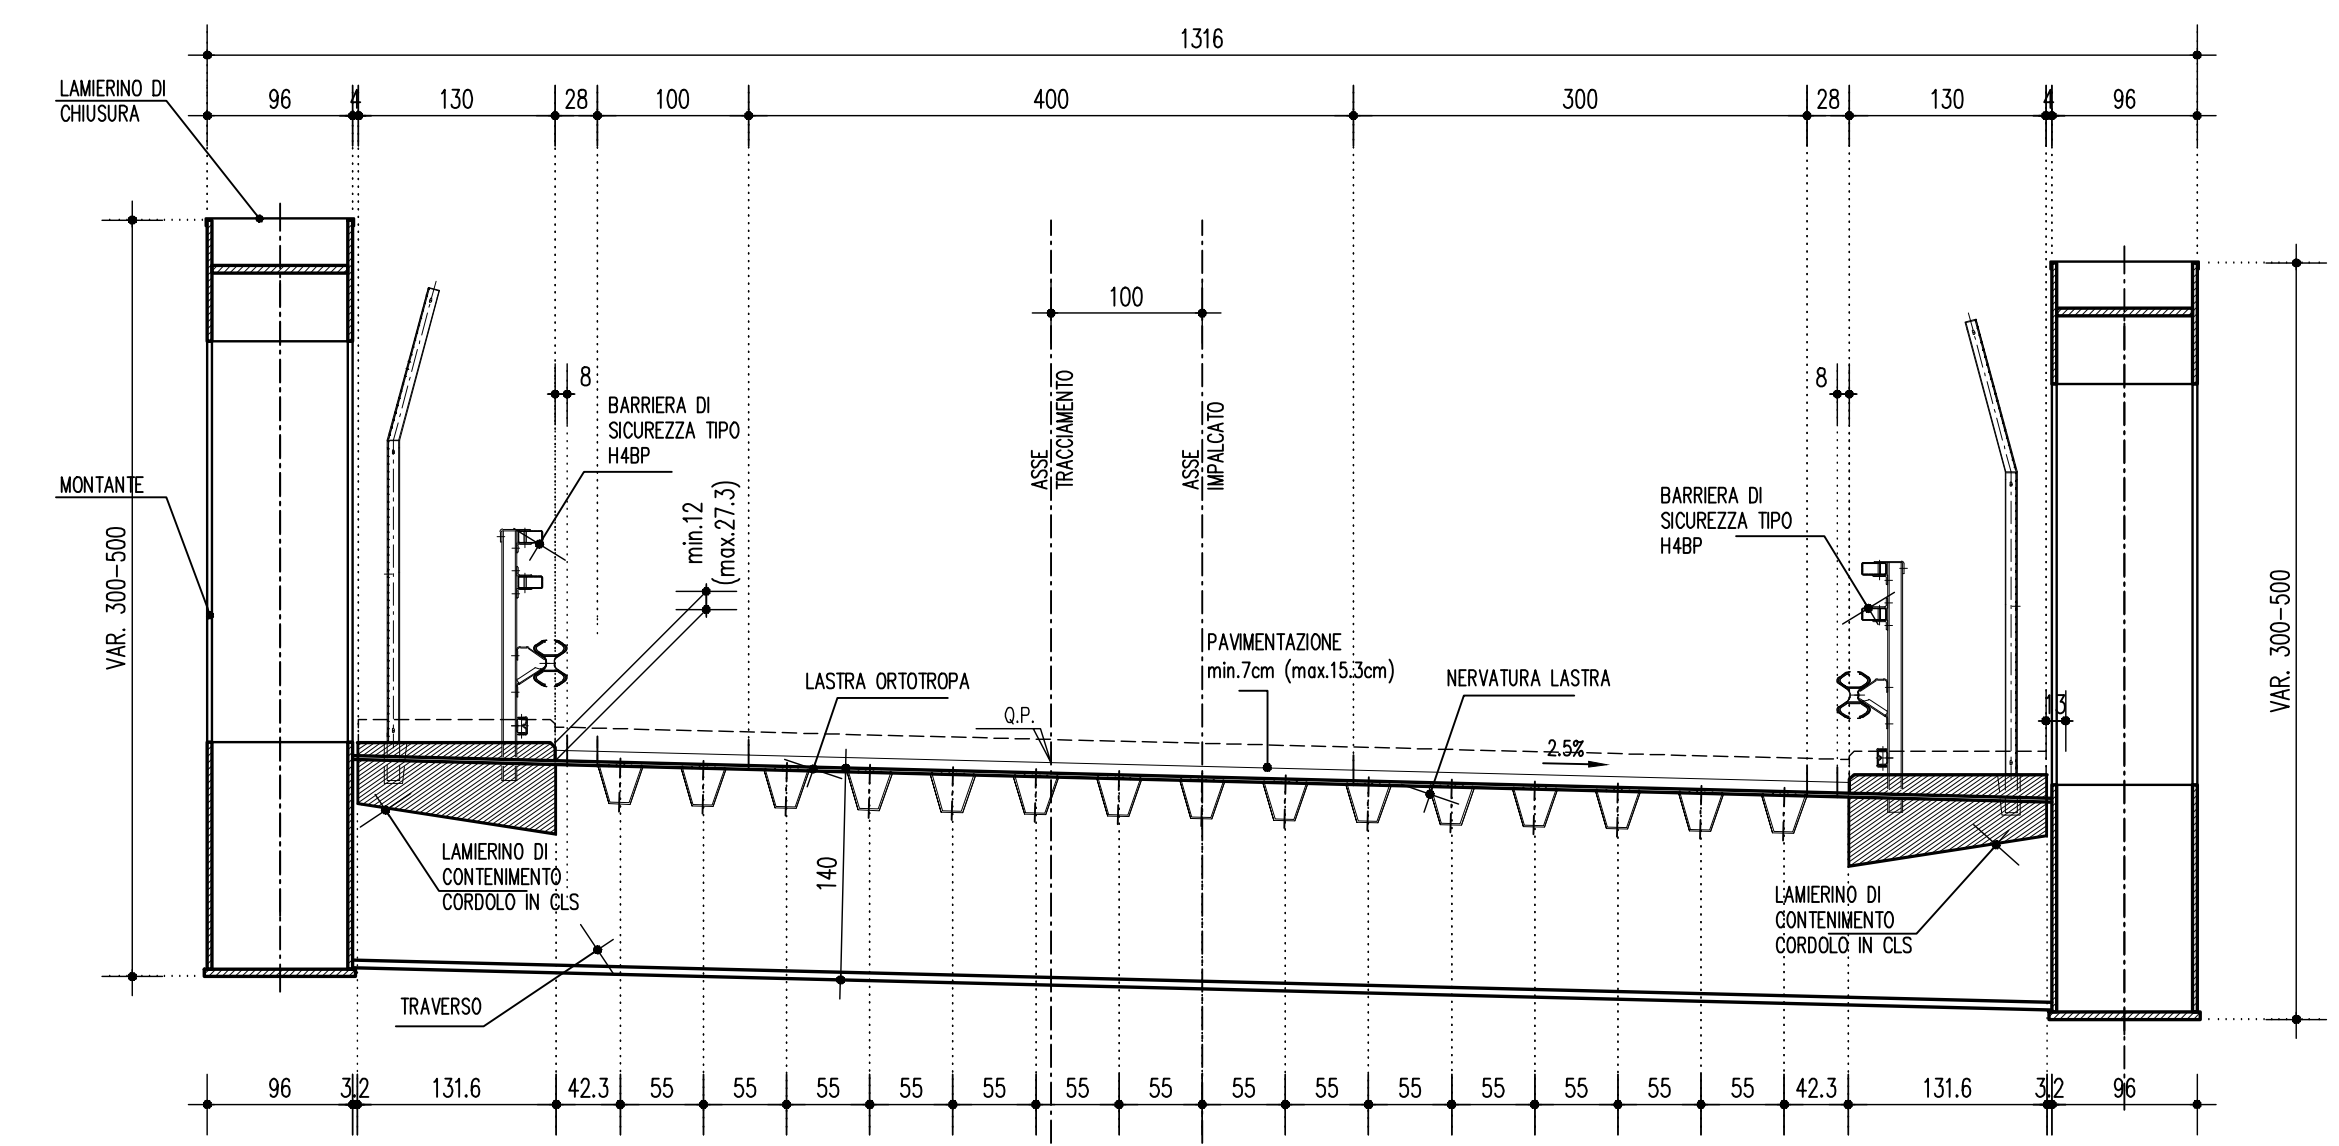 1316
96
4
130
28
100
400
300
28
130
4
96
LAMIERINO DI
CHIUSURA
100
8
8
BARRIERA DI
SICUREZZA TIPO
H4BP
ASSE
TRACCIAMENTO
ASSE
IMPALCATO
MONTANTE
min.12
(max.27.3)
BARRIERA DI
SICUREZZA TIPO
H4BP
VAR. 300-500
VAR. 300-500
PAVIMENTAZIONE
min.7cm (max.15.3cm)
LASTRA ORTOTROPA
NERVATURA LASTRA
Q.P.
13
2.5%
140
LAMIERINO DI
CONTENIMENTO
CORDOLO IN CLS
LAMIERINO DI
CONTENIMENTO
CORDOLO IN CLS
TRAVERSO
96
3.2
131.6
42.3
55
55
55
55
55
55
55
55
55
55
55
55
55
55
42.3
131.6
3.2
96